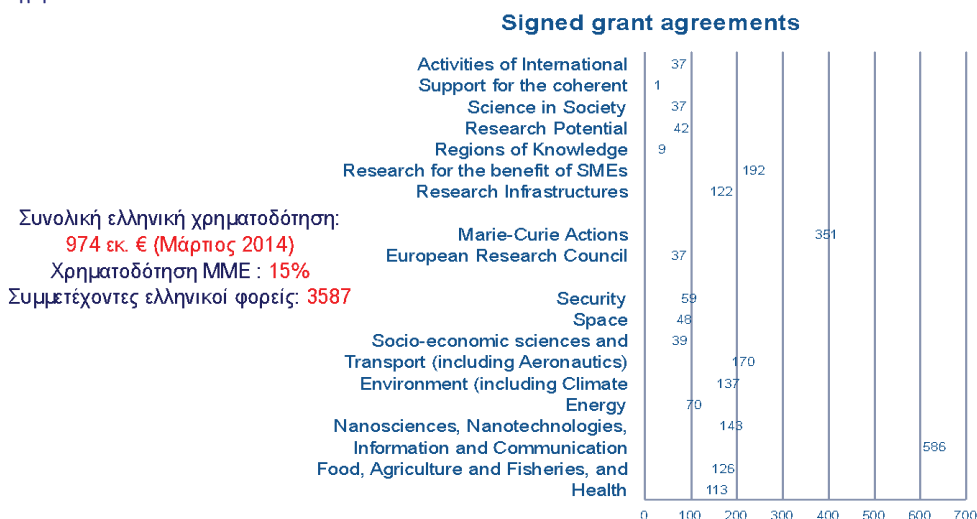 Signed grant agreements
Activities of International 37
Support for the coherent 1
Science in Society 37
Research Potential 42
Regions of Knowledge 9
Research for the benefit of SMEs 192
Research Infrastructures 122
Marie-Curie Actions 351
European Research Council 37
Security 59
Space 48
Socio-economic sciences and 39
Transport (including Aeronautics) 170
Environment (including Climate 137
Energy 70
Nanosciences, Nanotechnologies, 143
Information and Communication 586
Food, Agriculture and Fisheries, and 126
Health 113
0 100 200 300 400 500 600 700
Συνολική ελληνική χρηματοδότηση:
974 εκ. € (Μάρτιος 2014)
Χρηματοδότηση ΜΜΕ : 15%
Συμμετέχοντες ελληνικοί φορείς: 3587